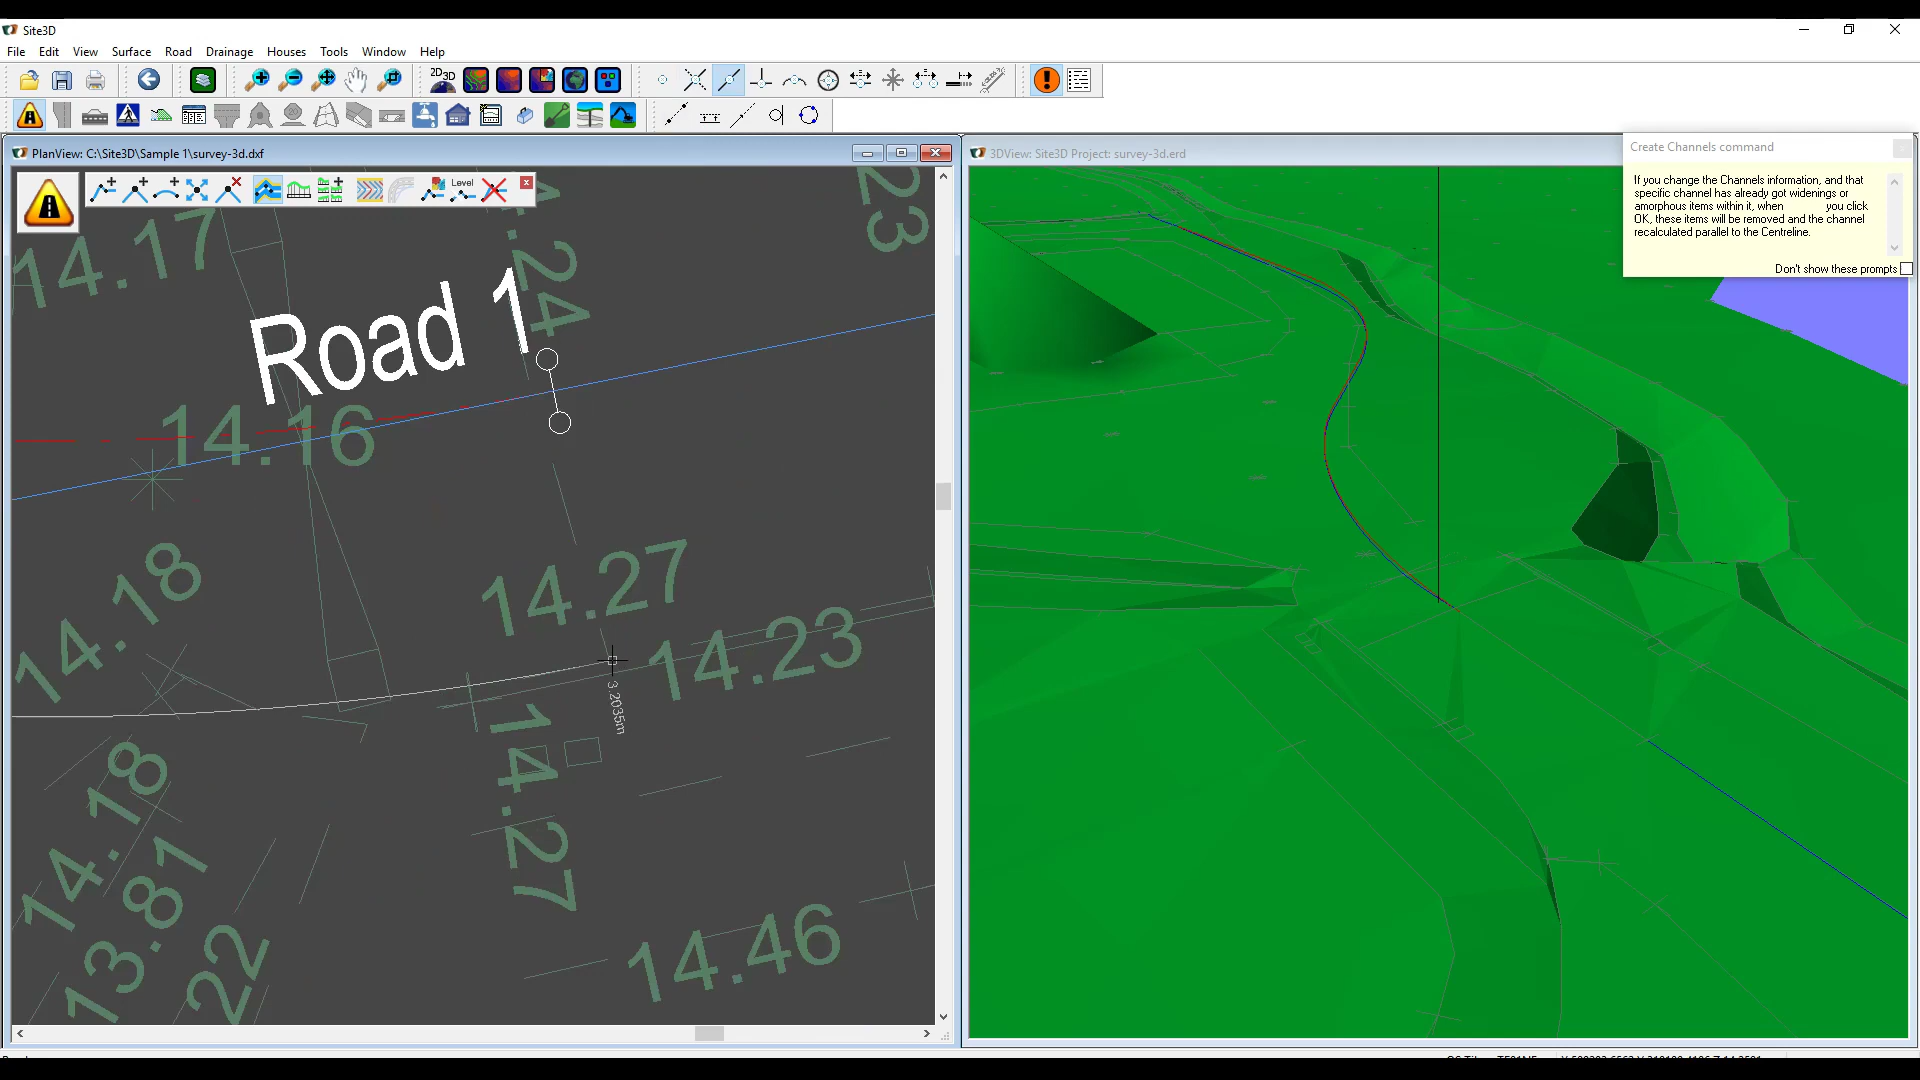 Site3D
File Edit View Surface Road Drainage Houses Tools Window Help
2D3D
PlanView: C:\Site3D\Sample 1\survey-3d.dxf
3DView: Site3D Project: survey-3d.erd
Create Channels command
If you change the Channels information, and that
specific channel has already got widenings or
amorphous items within it, when you click
OK, these items will be removed and the channel
recalculated parallel to the Centreline.
Don't show these prompts
Level
14.17
14.24
23
Road 1
14.16
14.18
14.27
14.23
3.2035m
14.27
14.18
13.81
22
14.46